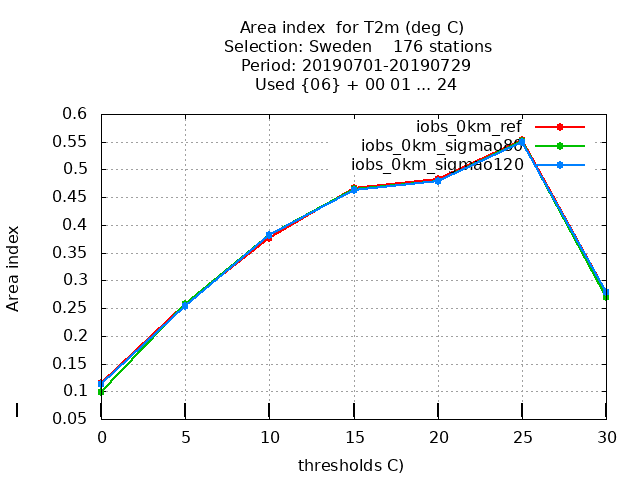 Area index  for T2m (deg C)
Selection: Sweden    176 stations
Period: 20190701-20190729
Used {06} + 00 01 ... 24
iobs_0km_ref
iobs_0km_sigmao80
iobs_0km_sigmao120
0.6
0.55
0.5
0.45
0.4
0.35
0.3
0.25
0.2
0.15
0.1
0.05
Area index
0 5 10 15 20 25 30
thresholds C)